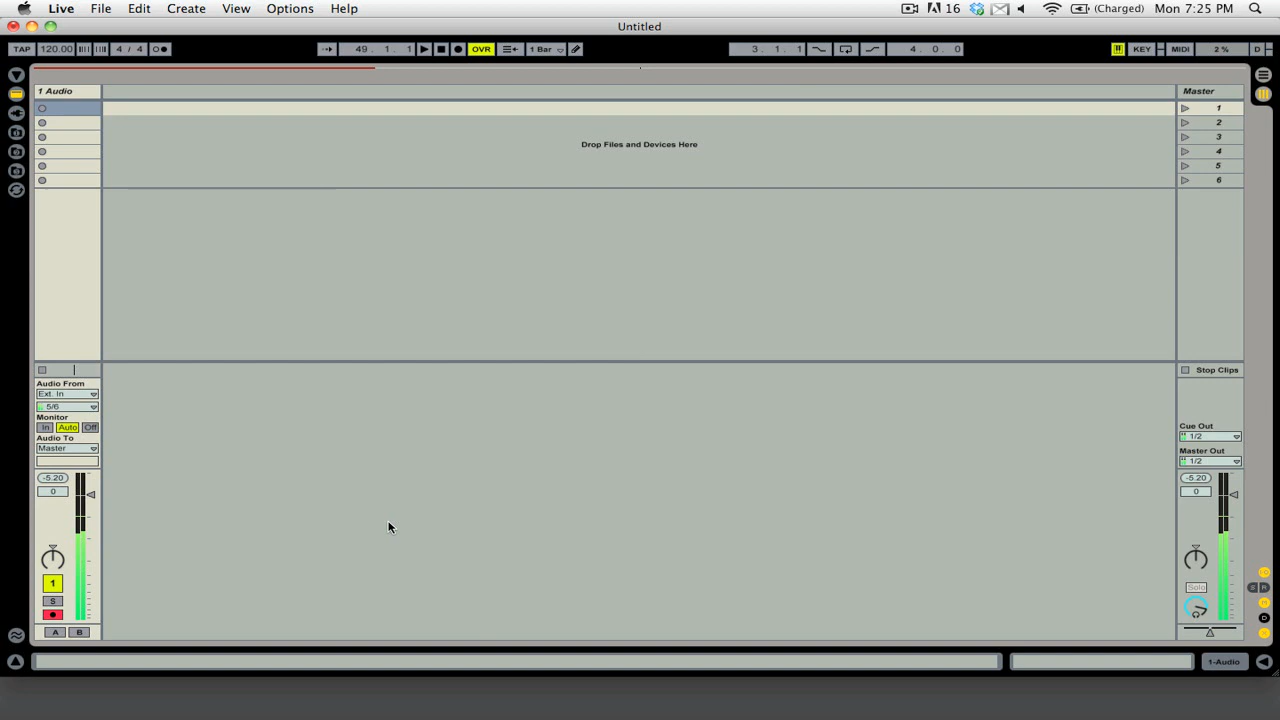 Live File Edit View Create Options Help 16 (Charged) Mon 7:25 PM
Untitled
TAP 120.00 4 / 4 49. 1. 1 OVR 1 Bar 3. 1. 1 4. 0. 0 KEY MIDI 2 % D
1 Audio Master
1
2
Drop Files and Devices Here
3
4
5
6
Stop Clips
Audio From
Ext. In
5/6
Monitor
In Auto Off
Audio To
Master
Cue Out
1/2
Master Out
1/2
-5.20 -5.20
0 0
1
S Solo S R
A B
1-Audio